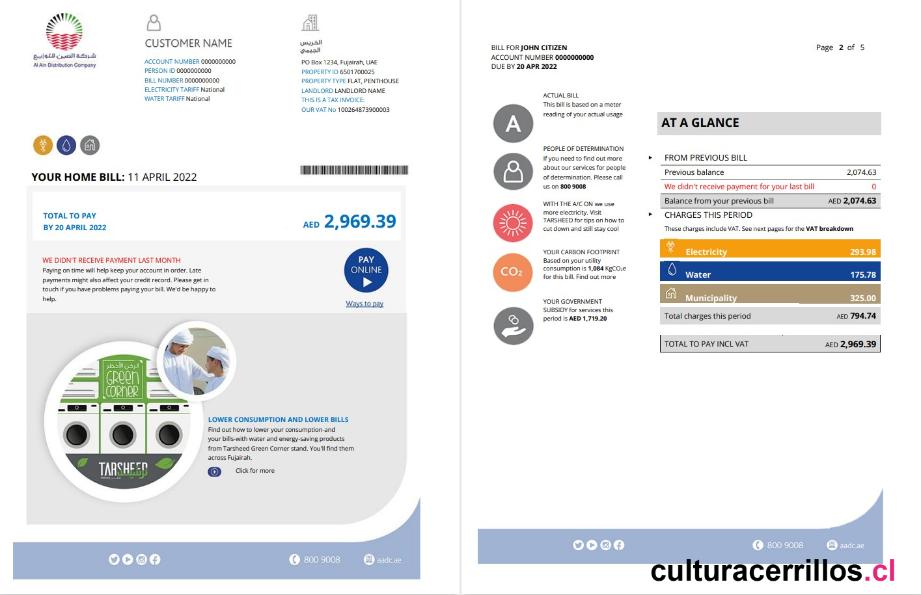 شركة العين للتوزيع
Al Ain Distribution Company
CUSTOMER NAME
ACCOUNT NUMBER 0000000000
PERSON ID 0000000000
BILL NUMBER 0000000000
ELECTRICITY TARIFF National
WATER TARIFF National
الخريس
الجيمي
PO Box 1234, Fujairah, UAE
PROPERTY ID 6501700025
PROPERTY TYPE FLAT, PENTHOUSE
LANDLORD LANDLORD NAME
THIS IS A TAX INVOICE:
OUR VAT No 100264873900003
YOUR HOME BILL: 11 APRIL 2022
TOTAL TO PAY
BY 20 APRIL 2022
AED 2,969.39
WE DIDN'T RECEIVE PAYMENT LAST MONTH
Paying on time will help keep your account in order. Late
payments might also affect your credit record. Please get in
touch if you have problems paying your bill. We'd be happy to
help.
PAY
ONLINE
Ways to pay
الركن الأخضر
GREEN
CORNER
TARSHEED
LOWER CONSUMPTION AND LOWER BILLS
Find out how to lower your consumption-and
your bills-with water and energy-saving products
from Tarsheed Green Corner stand. You'll find them
across Fujairah.
Click for more
800 9008
aadc.ae
BILL FOR JOHN CITIZEN
ACCOUNT NUMBER 0000000000
DUE BY 20 APR 2022
Page 2 of 5
A
ACTUAL BILL
This bill is based on a meter
reading of your actual usage
PEOPLE OF DETERMINATION
If you need to find out more
about our services for people
of determination. Please call
us on 800 9008
WITH THE A/C ON we use
more electricity. Visit
TARSHEED for tips on how to
cut down and still stay cool
CO₂
YOUR CARBON FOOTPRINT
Based on your utility
consumption is 1,084 KgCO₂e
for this bill. Find out more
YOUR GOVERNMENT
SUBSIDY for services this
period is AED 1,719.20
AT A GLANCE
FROM PREVIOUS BILL
Previous balance 2,074.63
We didn't receive payment for your last bill 0
Balance from your previous bill AED 2,074.63
CHARGES THIS PERIOD
These charges include VAT. See next pages for the VAT breakdown
Electricity 293.98
Water 175.78
Municipality 325.00
Total charges this period AED 794.74
TOTAL TO PAY INCL VAT AED 2,969.39
800 9008
aadc.ae
culturacerrillos.cl